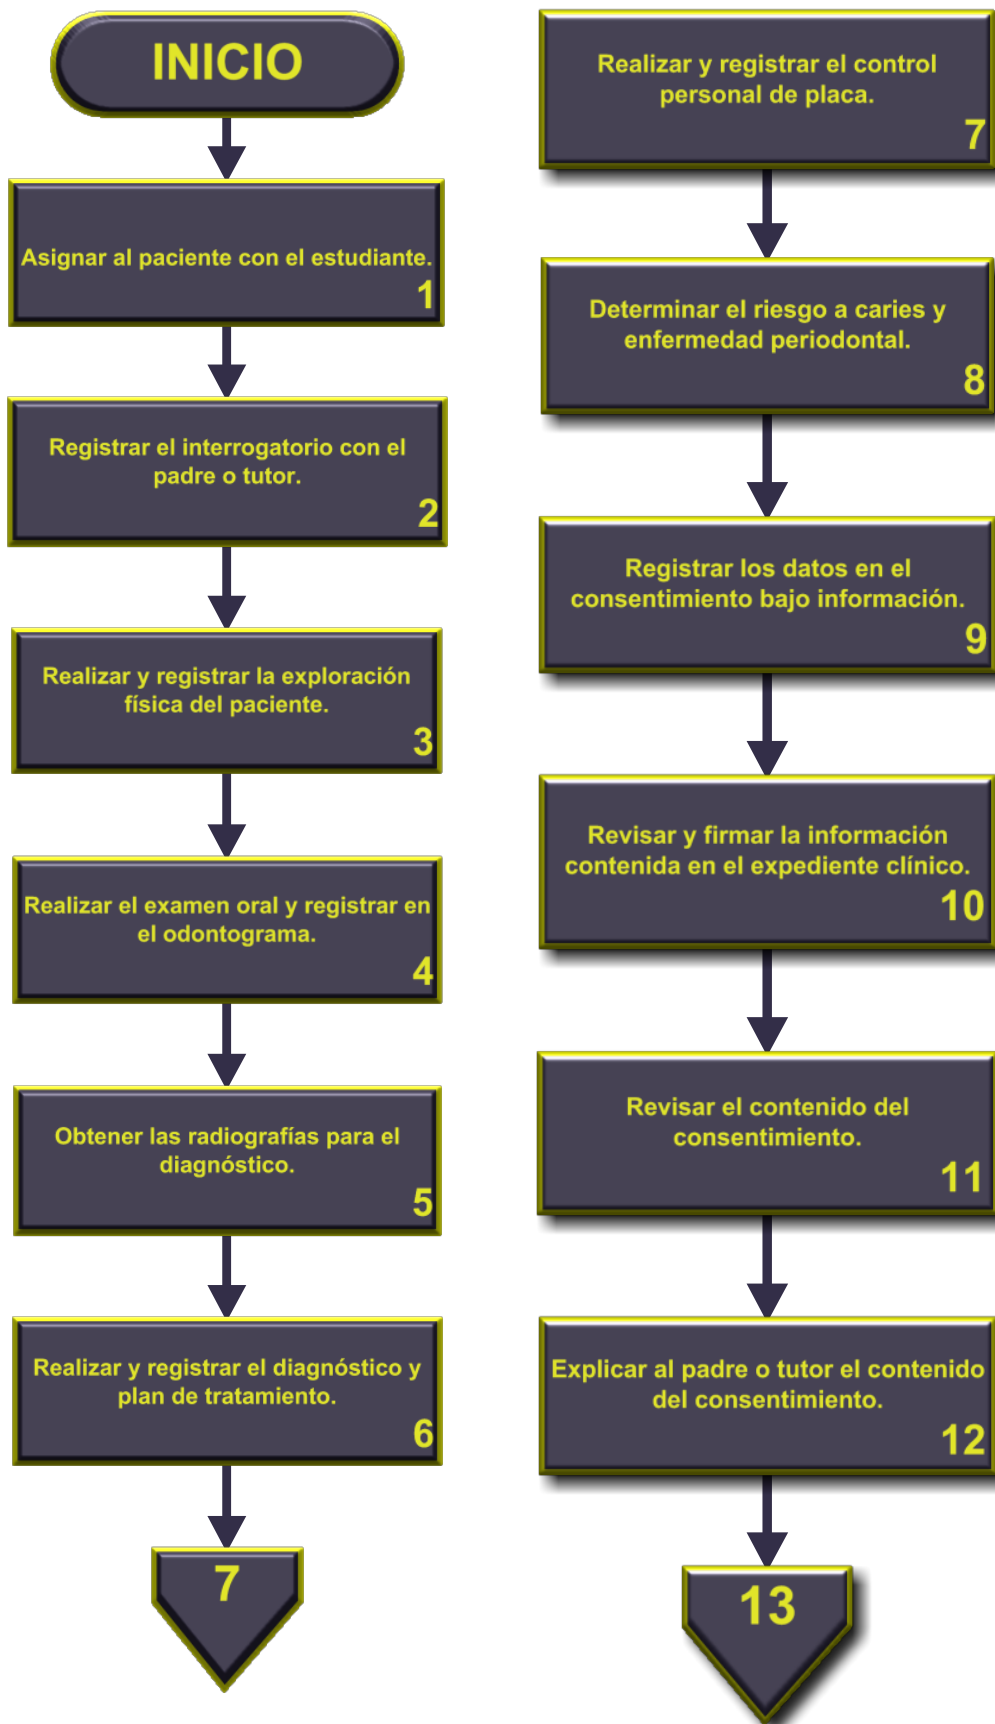 INICIO
Asignar al paciente con el estudiante.
1
Registrar el interrogatorio con el
padre o tutor.
2
Realizar y registrar la exploración
física del paciente.
3
Realizar el examen oral y registrar en
el odontograma.
4
Obtener las radiografías para el
diagnóstico.
5
Realizar y registrar el diagnóstico y
plan de tratamiento.
6
7
Realizar y registrar el control
personal de placa.
7
Determinar el riesgo a caries y
enfermedad periodontal.
8
Registrar los datos en el
consentimiento bajo información.
9
Revisar y firmar la información
contenida en el expediente clínico.
10
Revisar el contenido del
consentimiento.
11
Explicar al padre o tutor el contenido
del consentimiento.
12
13